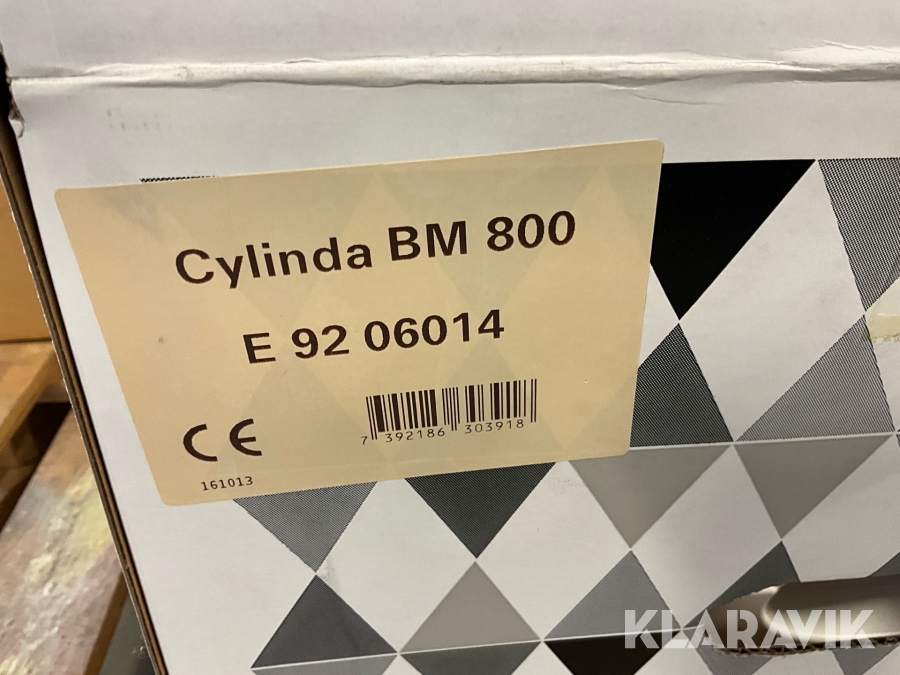 Cylinda BM 800
E 92 06014
CE
7 392186 303918
161013
KLARAVIK